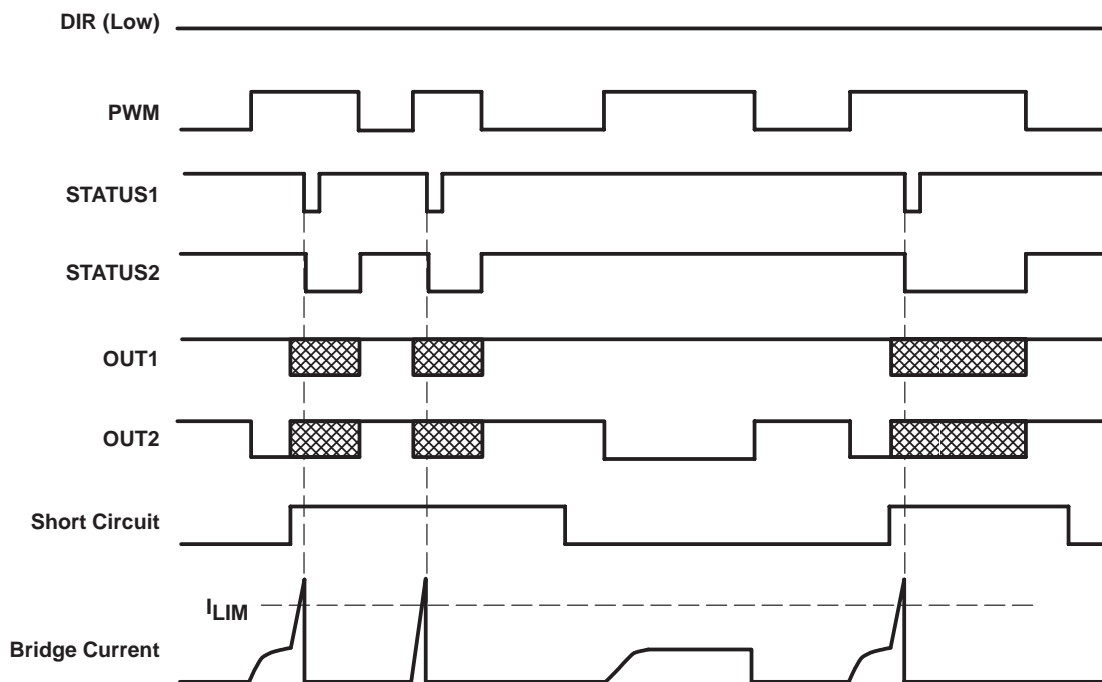 DIR (Low)
PWM
STATUS1
STATUS2
OUT1
OUT2
Short Circuit
ILIM
Bridge Current